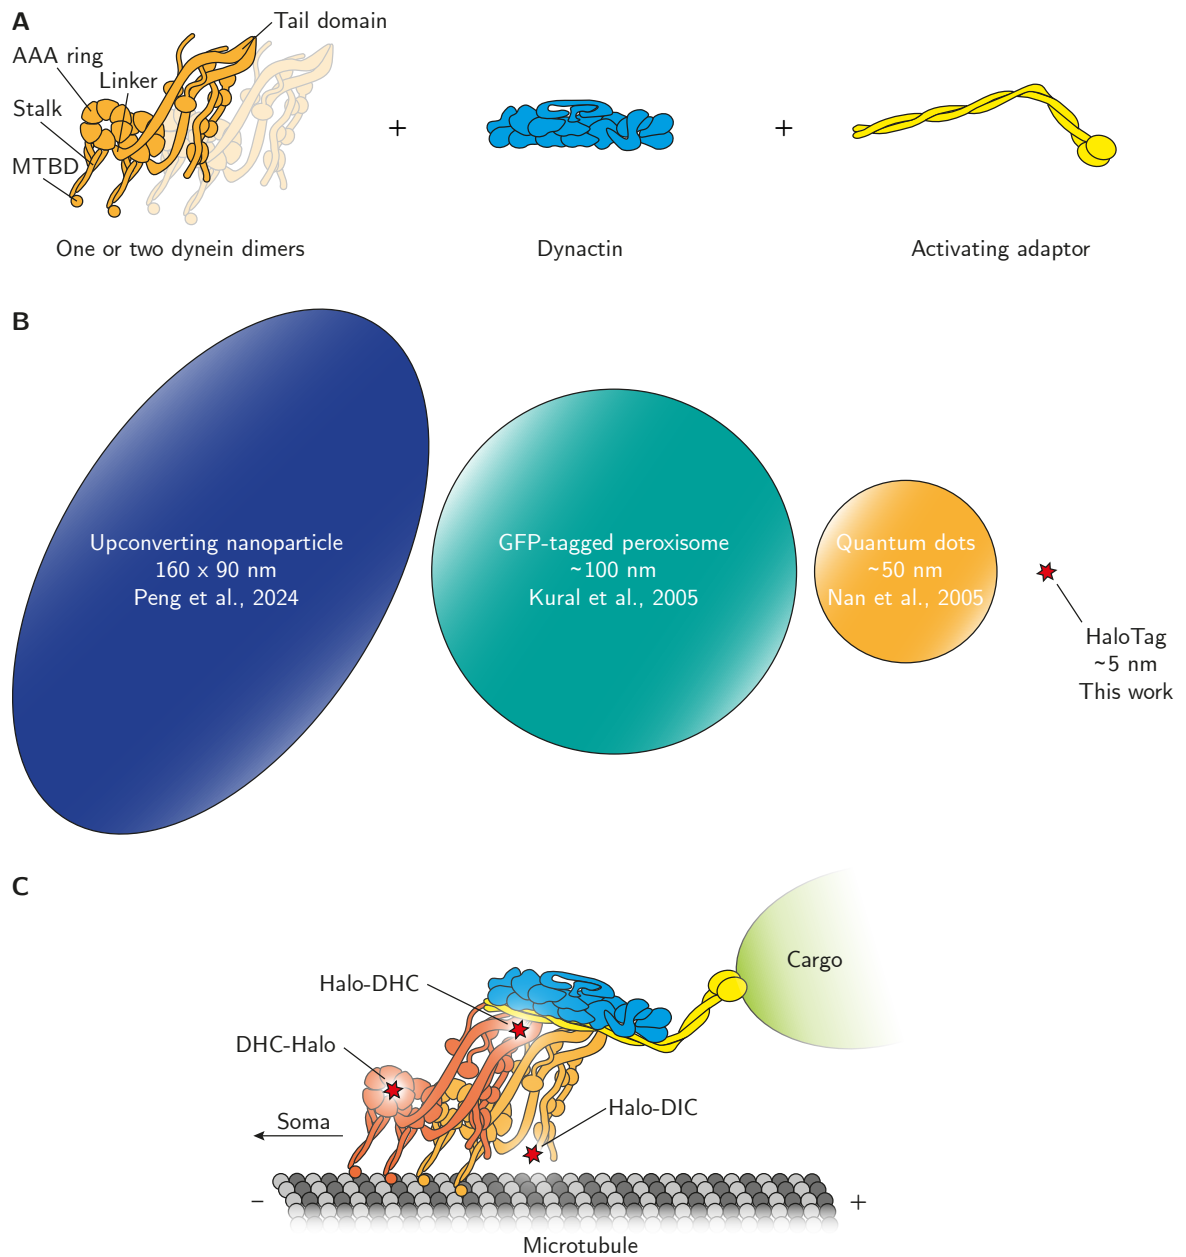 A
Tail domain
AAA ring
Linker
Stalk
MTBD
+
+
One or two dynein dimers
Dynactin
Activating adaptor
B
Upconverting nanoparticle
160 x 90 nm
Peng et al., 2024
GFP-tagged peroxisome
~100 nm
Kural et al., 2005
Quantum dots
~50 nm
Nan et al., 2005
HaloTag
~5 nm
This work
C
Cargo
Halo-DHC
DHC-Halo
Halo-DIC
Soma
–
+
Microtubule